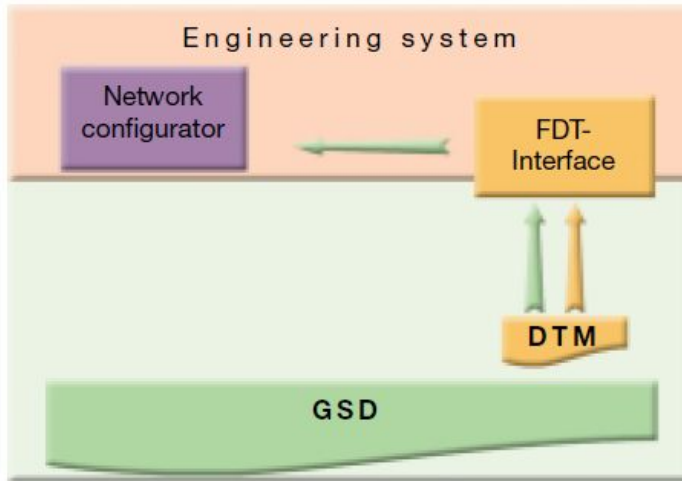 Engineering system
Network
configurator
FDT-
Interface
DTM
GSD